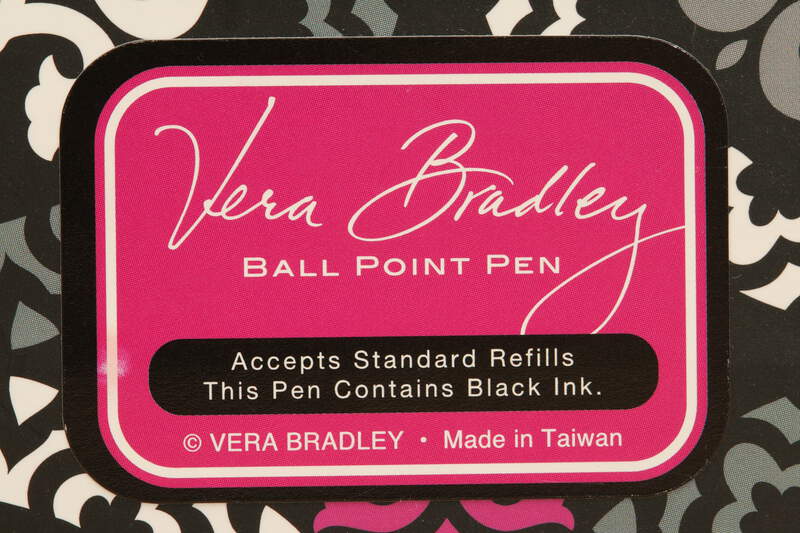 Vera Bradley
BALL POINT PEN
Accepts Standard Refills
This Pen Contains Black Ink.
© VERA BRADLEY • Made in Taiwan